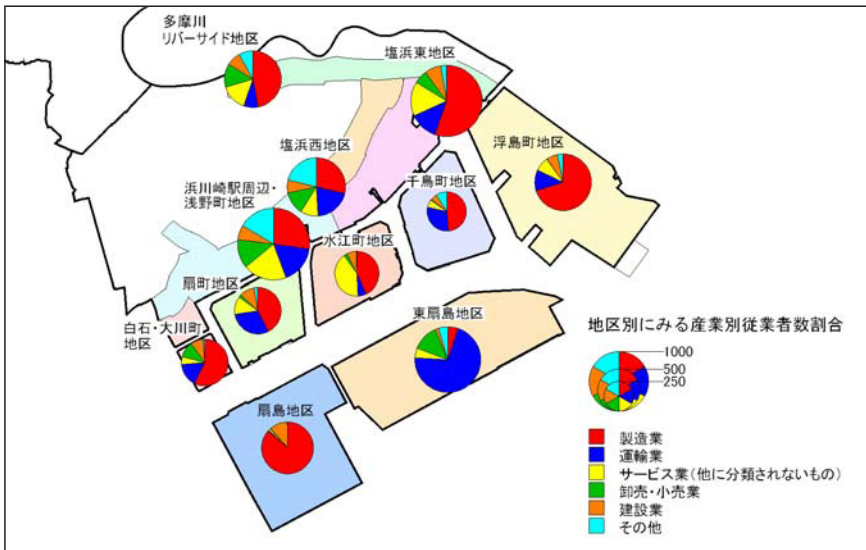 多摩川
リバーサイド地区
塩浜東地区
塩浜西地区
浮島町地区
浜川崎駅周辺・
浅野町地区
千鳥町地区
水江町地区
扇町地区
東扇島地区
白石・大川町
地区
扇島地区
地区別にみる産業別従業者数割合
1000
500
250
製造業
運輸業
サービス業(他に分類されないもの)
卸売・小売業
建設業
その他